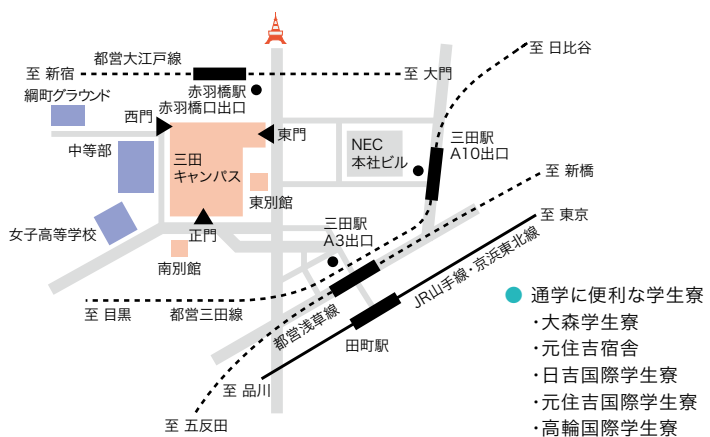 都営大江戸線
至 日比谷
至 新宿
至 大門
赤羽橋駅
赤羽橋口出口
綱町グラウンド
西門
東門
三田駅
A10出口
NEC
本社ビル
中等部
三田
キャンパス
至 新橋
東別館
至 東京
女子高等学校
正門
三田駅
A3出口
南別館
JR山手線・京浜東北線
至 目黒
都営三田線
都営浅草線
田町駅
至 品川
至 五反田
● 通学に便利な学生寮
・大森学生寮
・元住吉宿舎
・日吉国際学生寮
・元住吉国際学生寮
・高輪国際学生寮